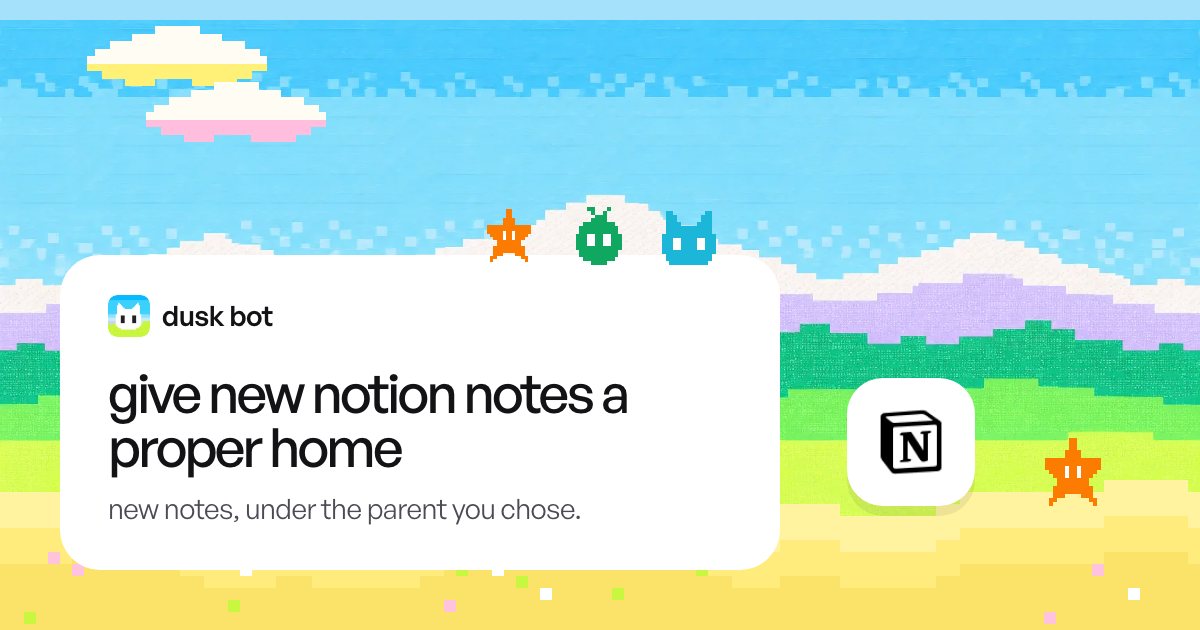 dusk bot
give new notion notes a
proper home
new notes, under the parent you chose.
N